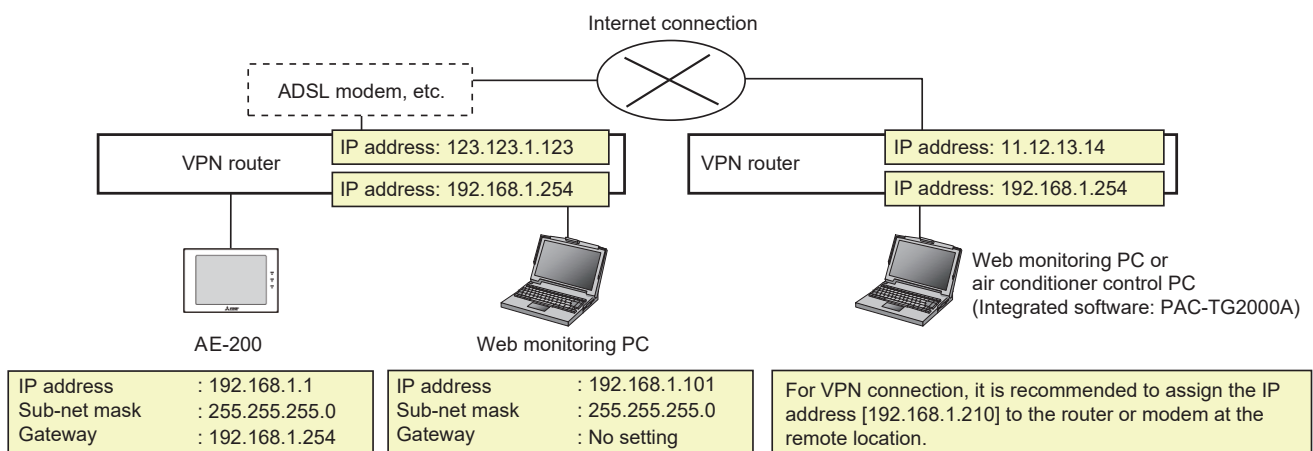 Internet connection
ADSL modem, etc.
VPN router
IP address: 123.123.1.123
IP address: 192.168.1.254
VPN router
IP address: 11.12.13.14
IP address: 192.168.1.254
AE-200
Web monitoring PC
Web monitoring PC or
air conditioner control PC
(Integrated software: PAC-TG2000A)
IP address : 192.168.1.1
Sub-net mask : 255.255.255.0
Gateway : 192.168.1.254
IP address : 192.168.1.101
Sub-net mask : 255.255.255.0
Gateway : No setting
For VPN connection, it is recommended to assign the IP
address [192.168.1.210] to the router or modem at the
remote location.